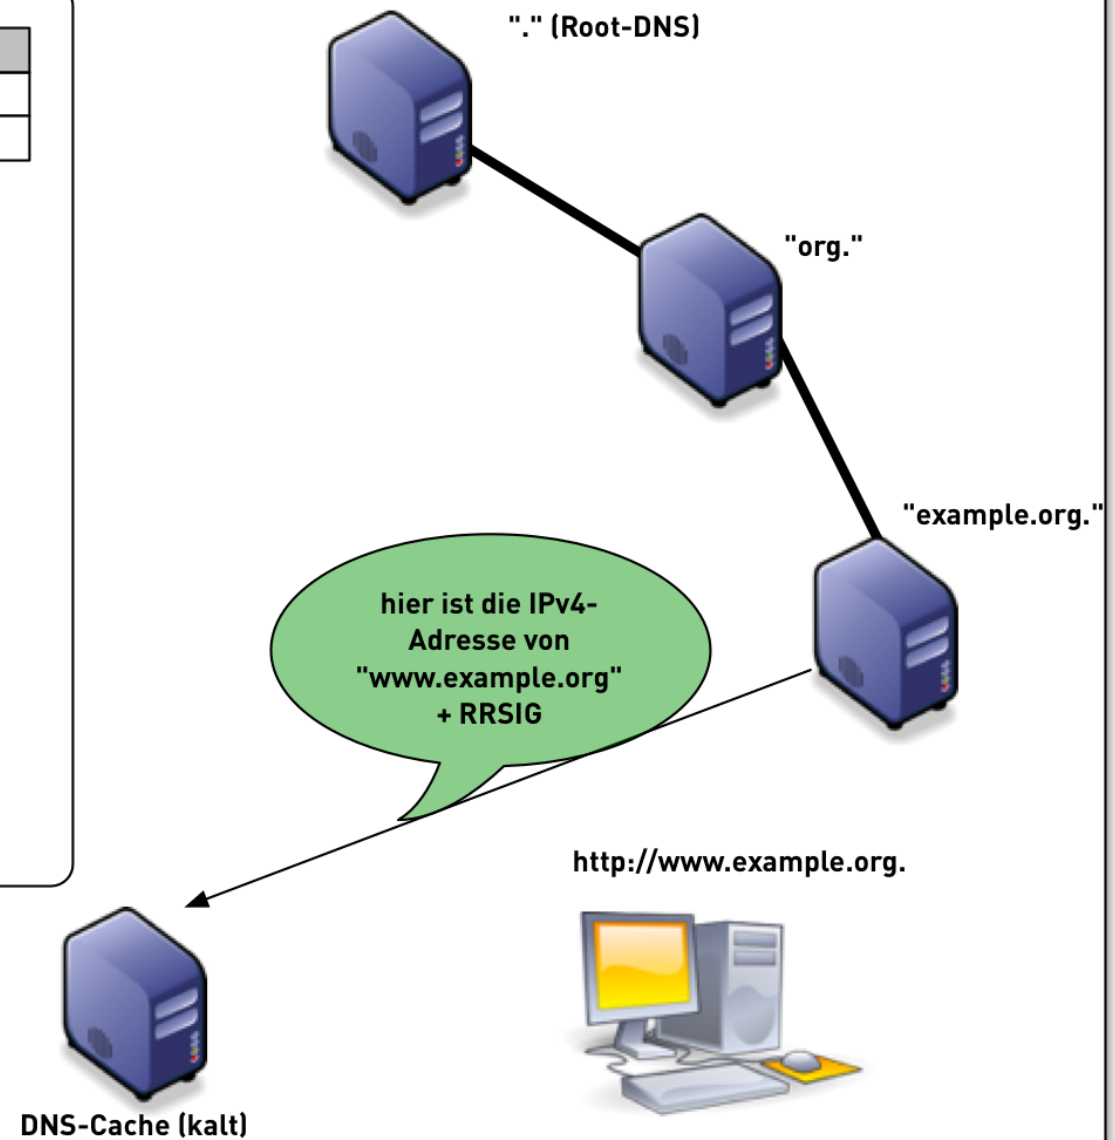 "." (Root-DNS)
"org."
"example.org."
hier ist die IPv4-
Adresse von
"www.example.org"
+ RRSIG
http://www.example.org.
DNS-Cache (kalt)